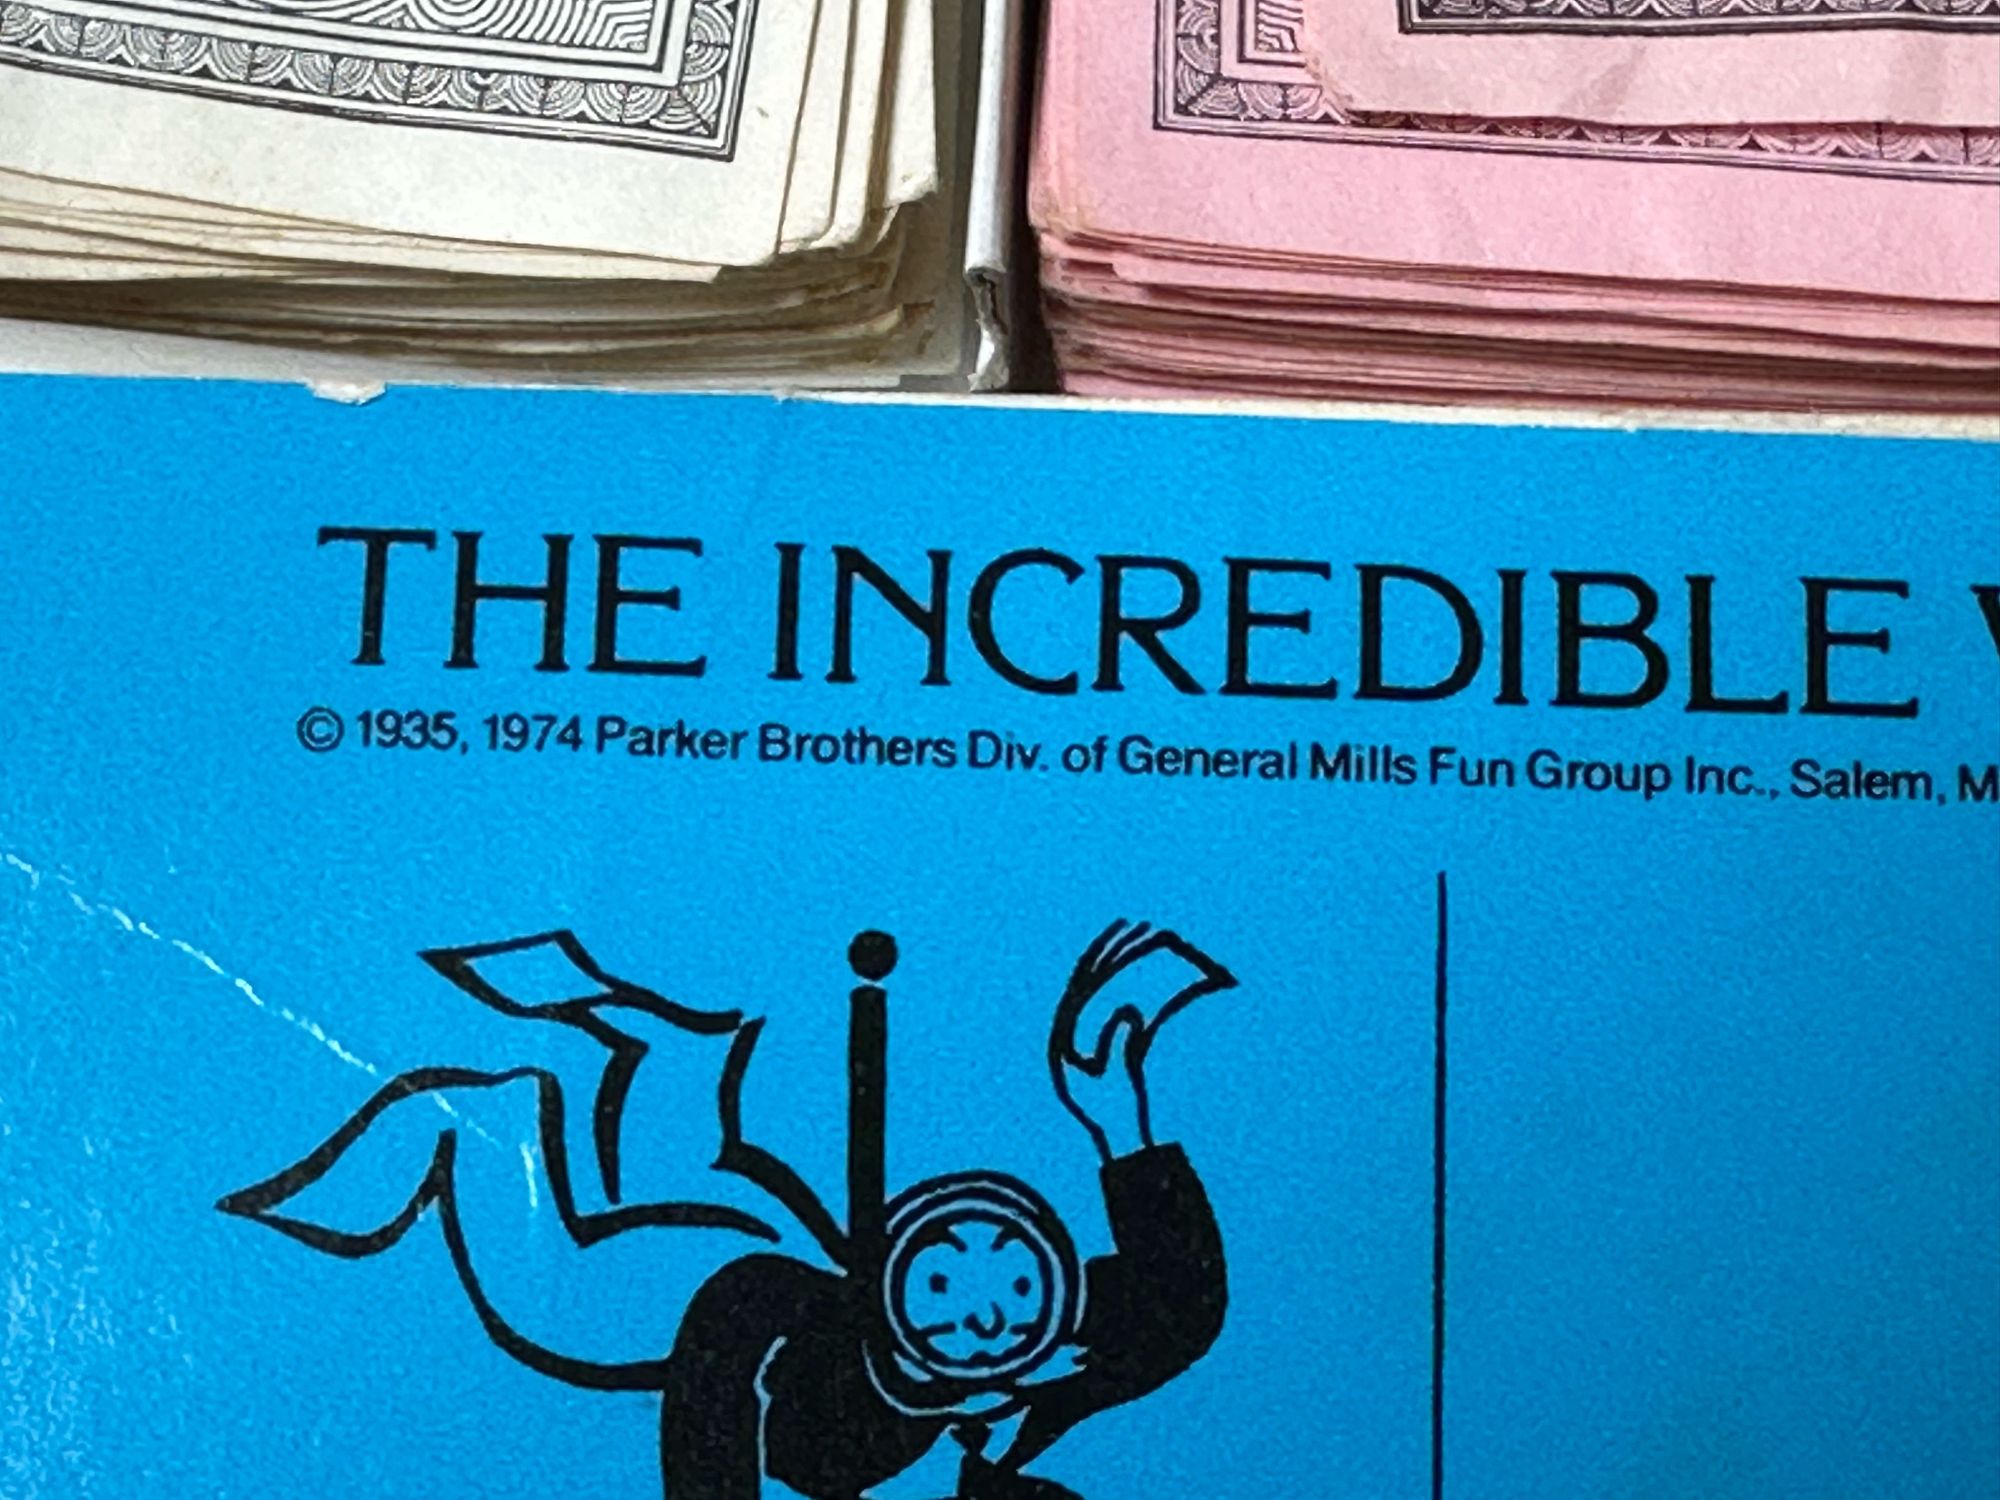 THE INCREDIBLE
© 1935, 1974 Parker Brothers Div. of General Mills Fun Group Inc., Salem,